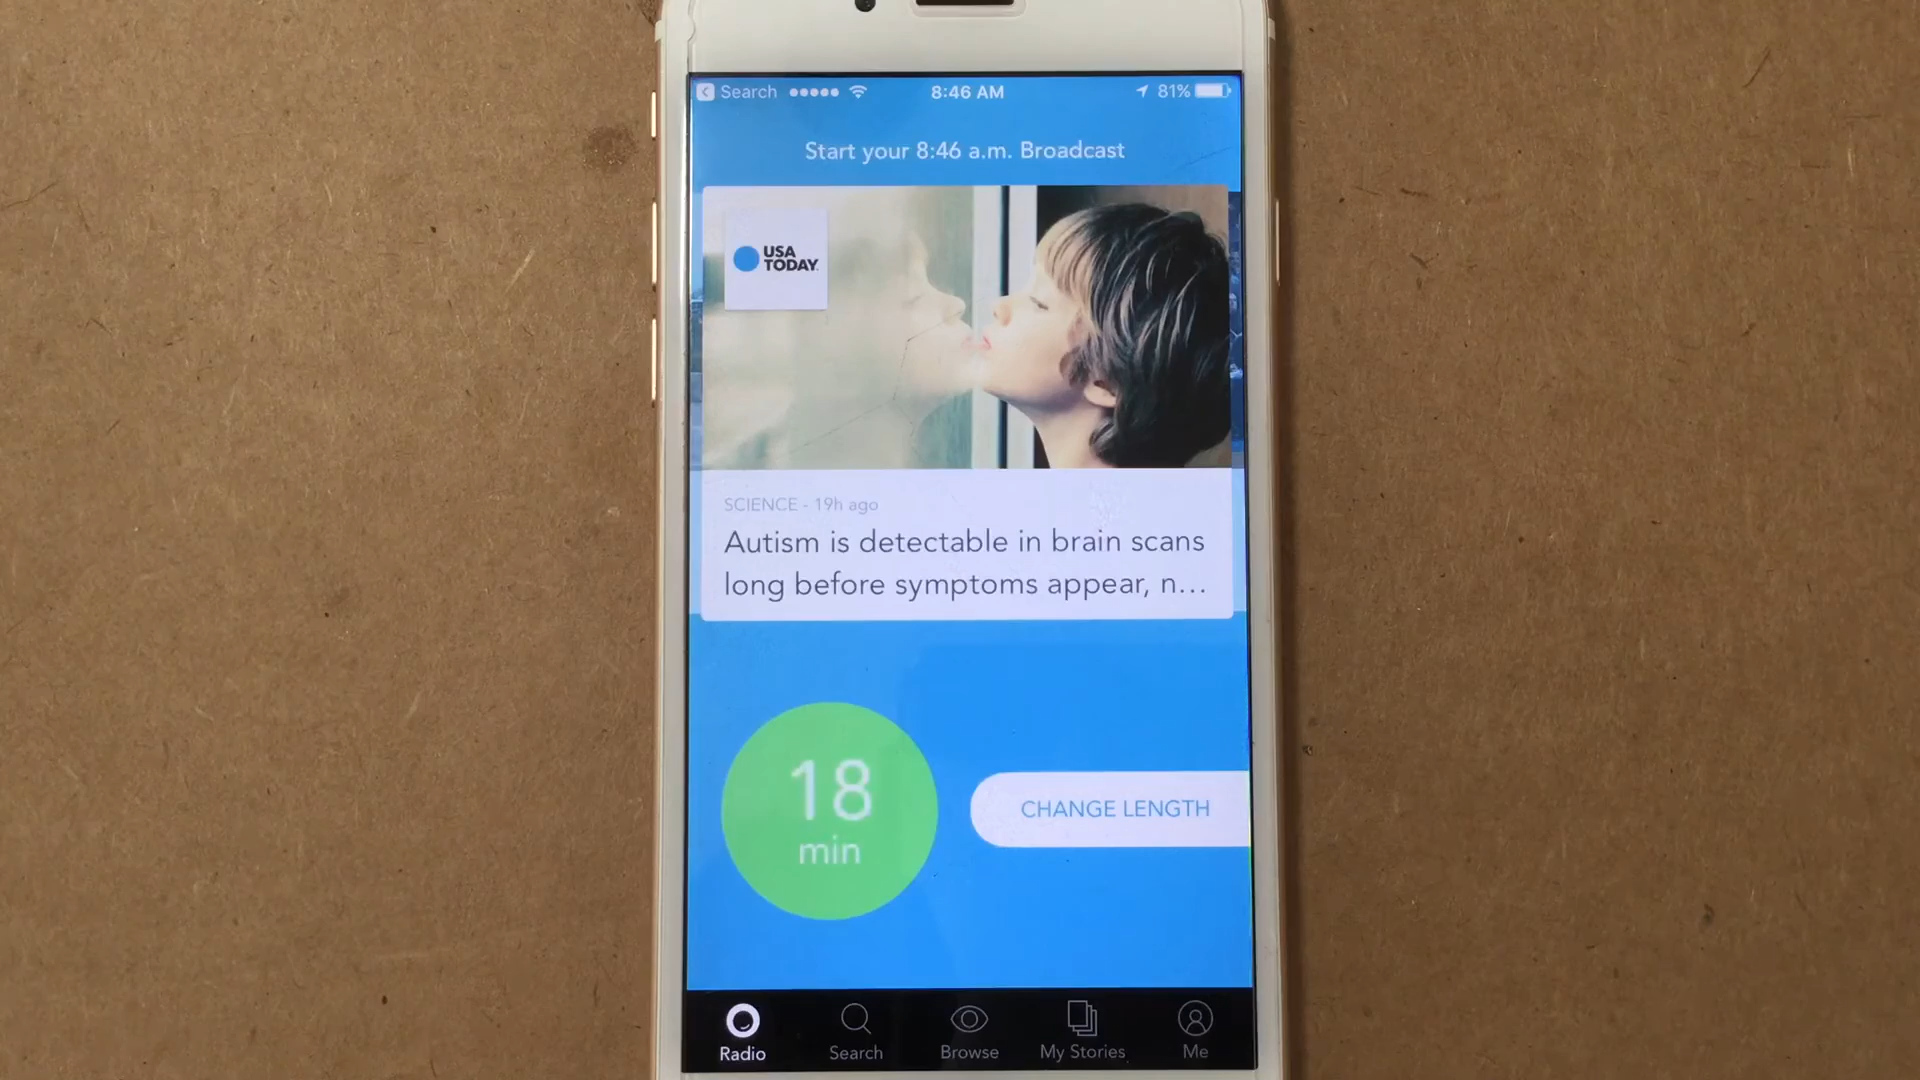 Search 8:46 AM 81%
Start your 8:46 a.m. Broadcast
USA
TODAY
SCIENCE - 19h ago
Autism is detectable in brain scans
long before symptoms appear, n...
18
min
CHANGE LENGTH
Radio Search Browse My Stories Me